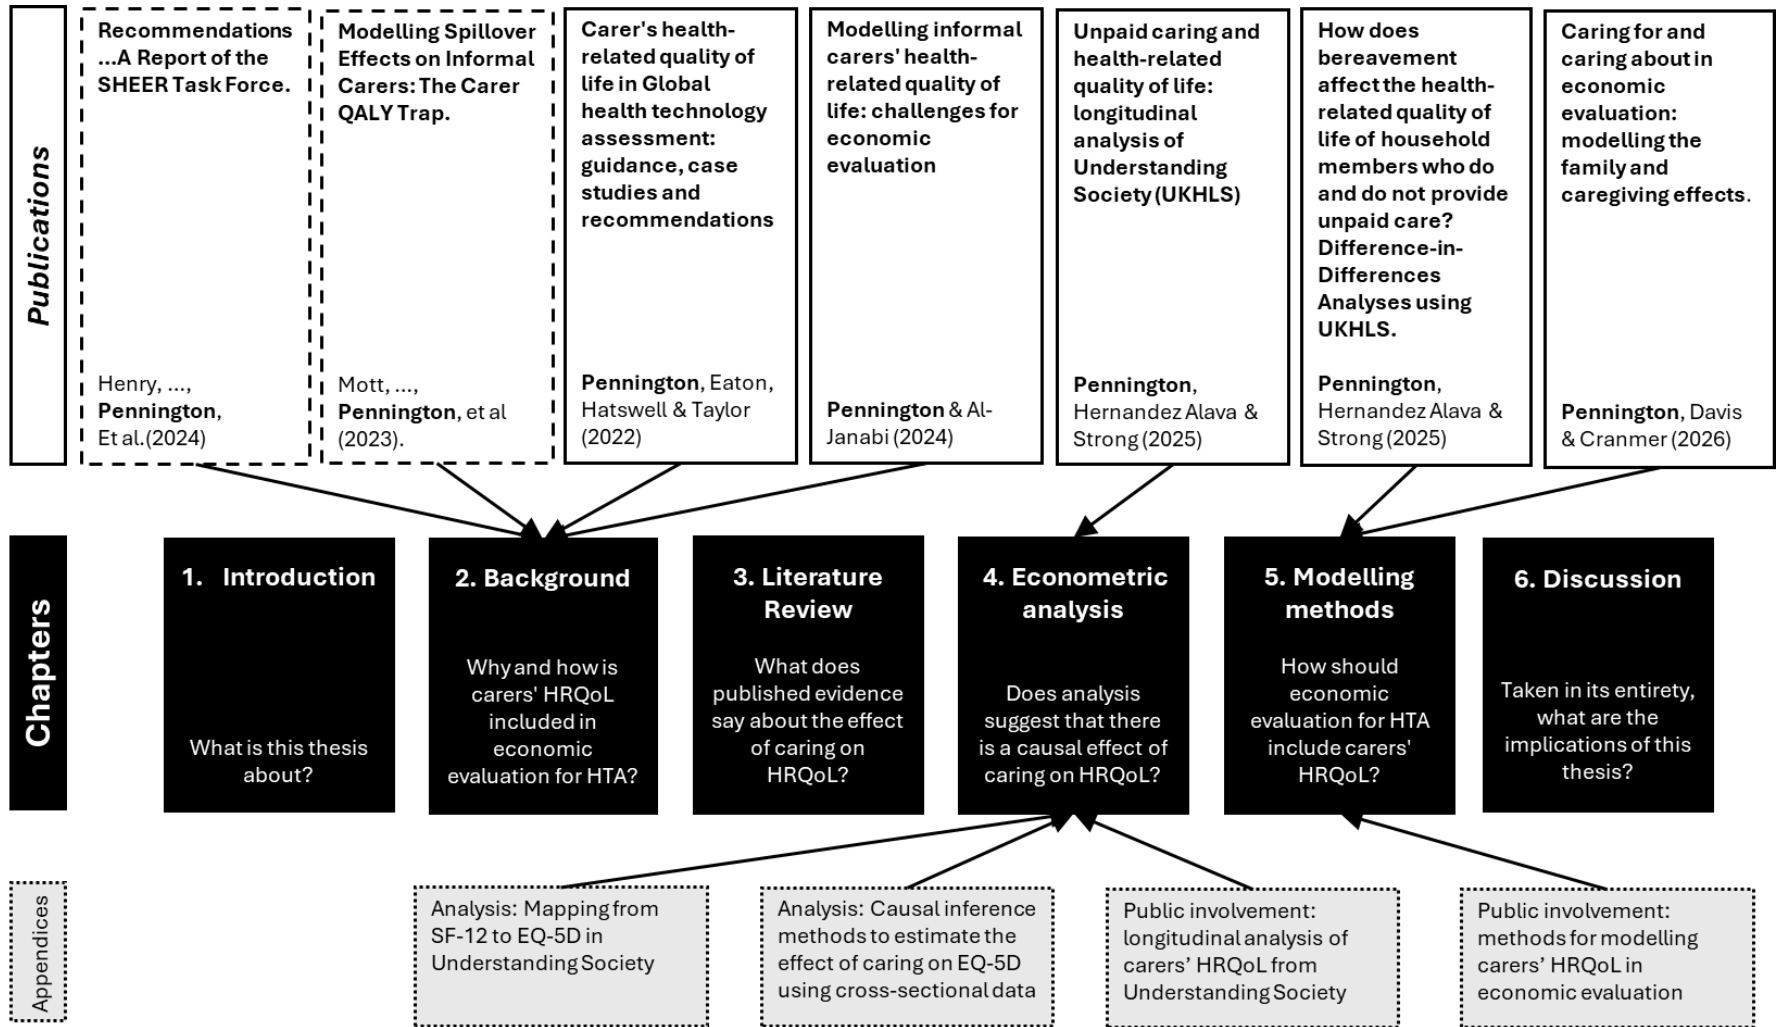 Publications
Recommendations
...A Report of the
SHEER Task Force.
Henry, ...,
Pennington,
Et al.(2024)
Modelling Spillover
Effects on Informal
Carers: The Carer
QALY Trap.
Mott, ...,
Pennington, et al
(2023).
Carer's health-
related quality of
life in Global
health technology
assessment:
guidance, case
studies and
recommendations
Pennington, Eaton,
Hatswell & Taylor
(2022)
Modelling informal
carers' health-
related quality of
life: challenges for
economic
evaluation
Pennington & Al-
Janabi (2024)
Unpaid caring and
health-related
quality of life:
longitudinal
analysis of
Understanding
Society (UKHLS)
Pennington,
Hernandez Alava &
Strong (2025)
How does
bereavement
affect the health-
related quality of
life of household
members who do
and do not provide
unpaid care?
Difference-in-
Differences
Analyses using
UKHLS.
Pennington,
Hernandez Alava &
Strong (2025)
Caring for and
caring about in
economic
evaluation:
modelling the
family and
caregiving effects.
Pennington, Davis
& Cranmer (2026)
Chapters
1. Introduction
What is this thesis
about?
2. Background
Why and how is
carers' HRQoL
included in
economic
evaluation for HTA?
3. Literature
Review
What does
published evidence
say about the effect
of caring on
HRQoL?
4. Econometric
analysis
Does analysis
suggest that there
is a causal effect of
caring on HRQoL?
5. Modelling
methods
How should
economic
evaluation for HTA
include carers'
HRQoL?
6. Discussion
Taken in its entirety,
what are the
implications of this
thesis?
Appendices
Analysis: Mapping from
SF-12 to EQ-5D in
Understanding Society
Analysis: Causal inference
methods to estimate the
effect of caring on EQ-5D
using cross-sectional data
Public involvement:
longitudinal analysis of
carers’ HRQoL from
Understanding Society
Public involvement:
methods for modelling
carers’ HRQoL in
economic evaluation